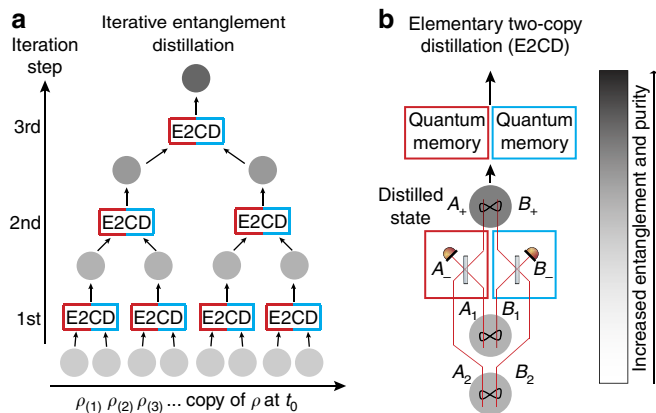 a
Iterative entanglement
distillation
Iteration
step
3rd
E2CD
2nd
E2CD
E2CD
1st
E2CD
E2CD
E2CD
E2CD
ρ(1) ρ(2) ρ(3) ... copy of ρ at t0
b
Elementary two-copy
distillation (E2CD)
Quantum
memory
Quantum
memory
Distilled
state
A+
B+
A−
B−
A1
B1
A2
B2
Increased entanglement and purity